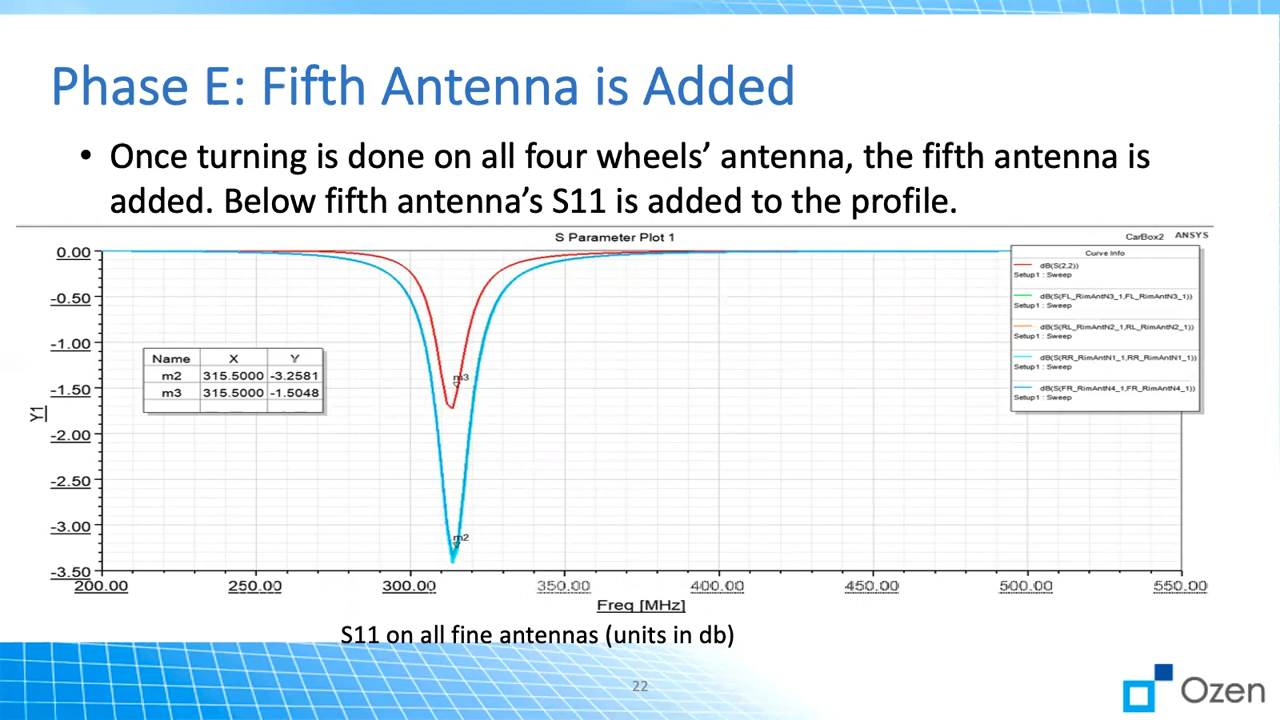 Phase E: Fifth Antenna is Added
• Once turning is done on all four wheels’ antenna, the fifth antenna is
added. Below fifth antenna’s S11 is added to the profile.
S Parameter Plot 1
CarBox2 ANSYS
Curve Info
dB(S(2,2))
Setup1 : Sweep
dB(S(FL_RimAntN3_1,FL_RimAntN3_1))
Setup1 : Sweep
dB(S(RL_RimAntN2_1,RL_RimAntN2_1))
Setup1 : Sweep
dB(S(RR_RimAntN1_1,RR_RimAntN1_1))
Setup1 : Sweep
dB(S(FR_RimAntN4_1,FR_RimAntN4_1))
Setup1 : Sweep
0.00
-0.50
-1.00
-1.50
-2.00
-2.50
-3.00
-3.50
Y1
Name X Y
m2 315.5000 -3.2581
m3 315.5000 -1.5048
m3
m2
200.00 250.00 300.00 350.00 400.00 450.00 500.00 550.00
Freq [MHz]
S11 on all fine antennas (units in db)
22
Ozen